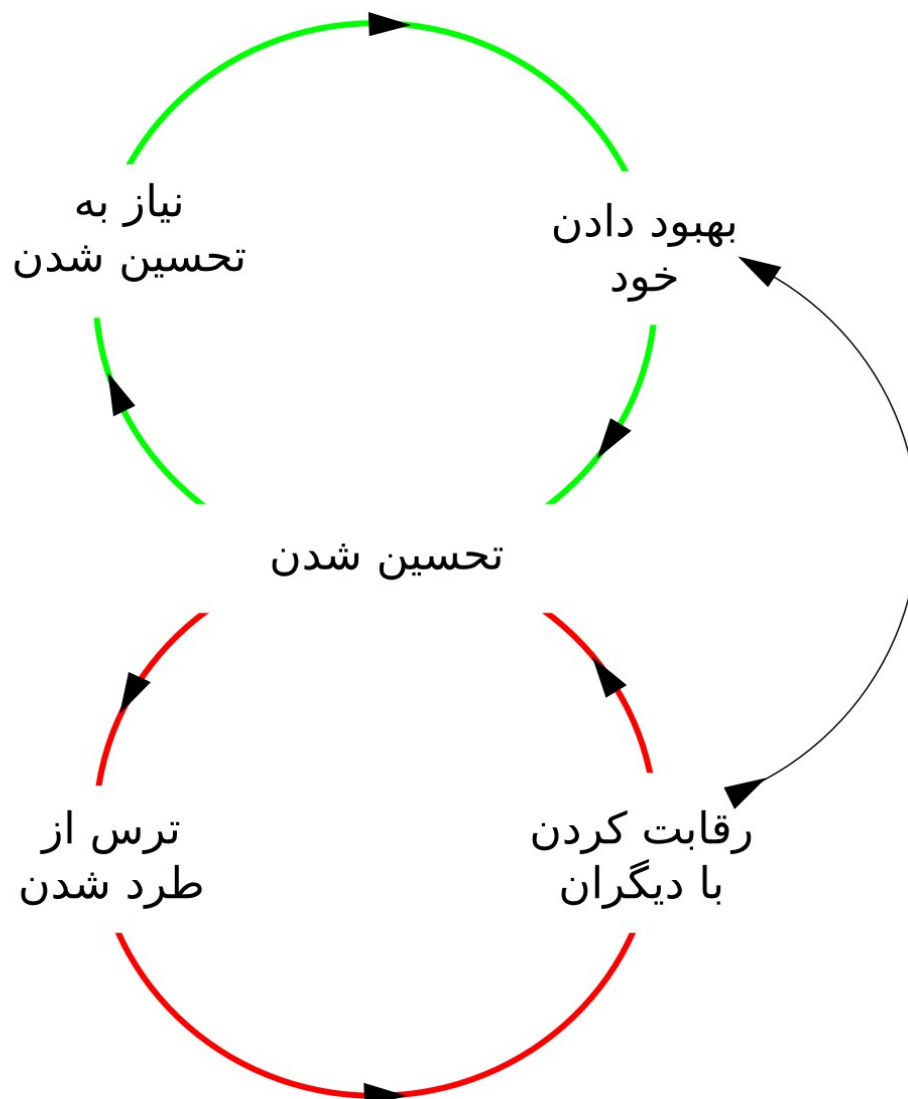 نیاز به
تحسین شدن
بهبود دادن
خود
تحسین شدن
ترس از
طرد شدن
رقابت کردن
با دیگران